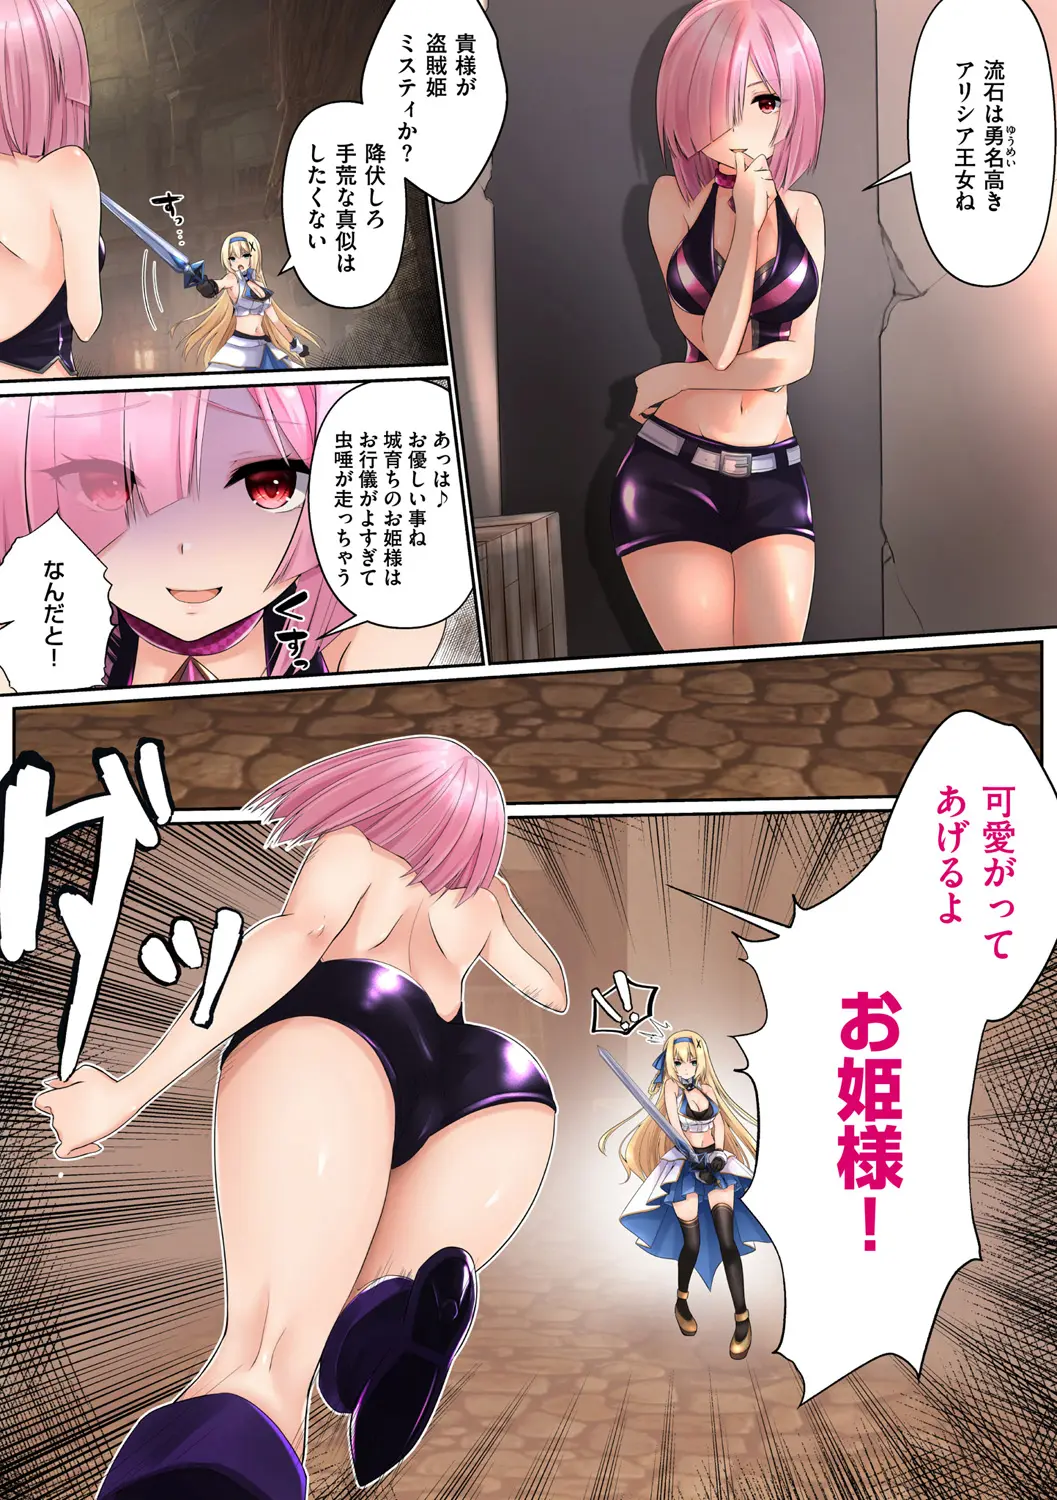 流石は勇名高き
ゆうめい
アリシア王女ね
貴様が
盗賊姫
ミスティか？
降伏しろ
手荒な真似は
したくない
すっ…
あっは♪
お優しい事ね
城育ちのお姫様は
お行儀がよすぎて
虫唾が走っちゃう
くすっ
なんだと！
可愛がって
あげるよ
お姫様！
!!
ダッ